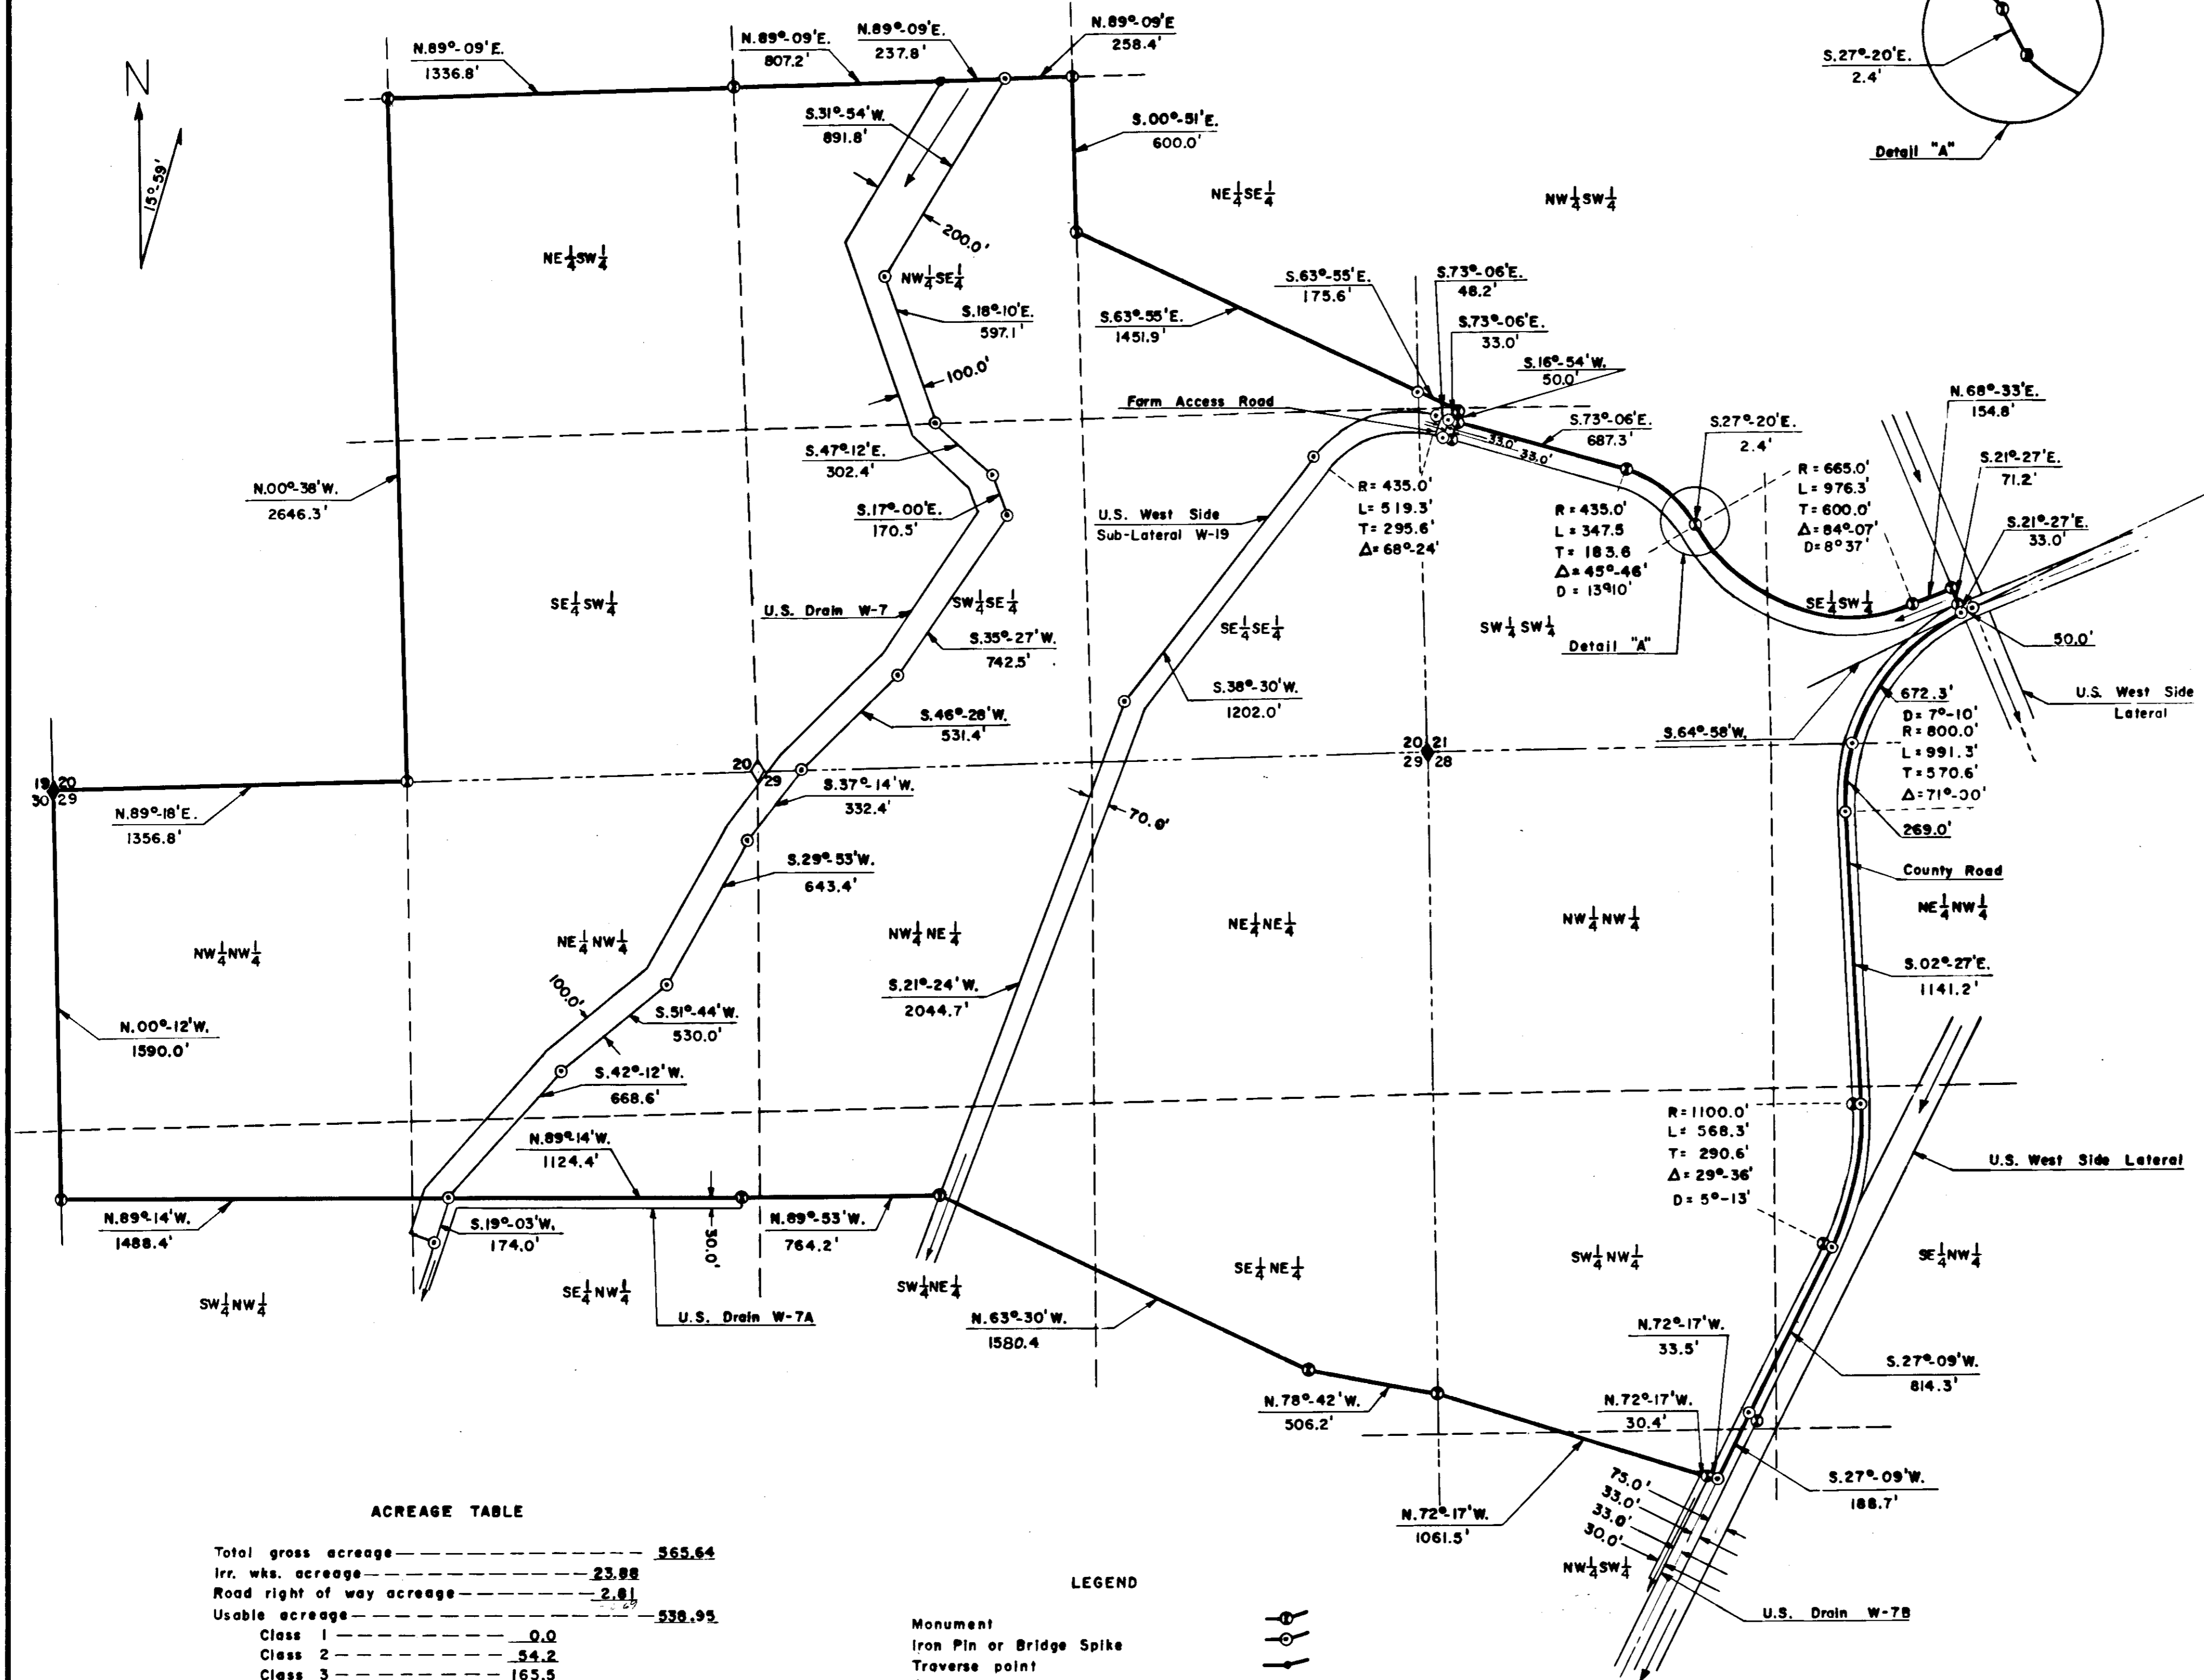 N.89°-09'E.
1336.8'
N.89°-09'E.
807.2'
N.89°-09'E.
237.8'
N.89°-09'E
258.4'
S.27°-20'E.
2.4'
Detail "A"
N
15°-59'
S.31°-54'W.
891.8'
S.00°-51'E.
600.0'
NE¼SE¼
NW¼SW¼
NE¼SW¼
200.0'
NW¼SE¼
S.18°-10'E.
597.1'
100.0'
S.63°-55'E.
1451.9'
S.63°-55'E.
175.6'
S.73°-06'E.
48.2'
S.73°-06'E.
33.0'
S.16°-54'W.
50.0'
Farm Access Road
33.0'
33.0'
S.73°-06'E.
687.3'
S.27°-20'E.
2.4'
N.68°-33'E.
154.8'
S.21°-27'E.
71.2'
S.21°-27'E.
33.0'
S.47°-12'E.
302.4'
N.00°-38'W.
2646.3'
S.17°-00'E.
170.5'
U.S. West Side
Sub-Lateral W-19
R = 435.0'
L = 519.3'
T = 295.6'
Δ = 68°-24'
R = 435.0'
L = 347.5
T = 183.6
Δ = 45°-46'
D = 13°10'
R = 665.0'
L = 976.3'
T = 600.0'
Δ = 84°-07'
D = 8°37'
SE¼SW¼
U.S. Drain W-7
SW¼SE¼
SE¼SE¼
SW¼SW¼
Detail "A"
SE¼SW¼
50.0'
S.35°-27'W.
742.5'
S.38°-30'W.
1202.0'
U.S. West Side
Lateral
S.46°-28'W.
531.4'
S.64°-58'W.
672.3'
D = 7°-10'
R = 800.0'
L = 991.3'
T = 570.6'
Δ = 71°-00'
19 20
30 29
20
29
20 21
29 28
N.89°-18'E.
1356.8'
S.37°-14'W.
332.4'
70.0'
269.0'
S.29°-53'W.
643.4'
County Road
NE¼NW¼
NW¼NW¼
NE¼NW¼
NW¼NE¼
NE¼NE¼
NW¼NW¼
S.02°-27'E.
1141.2'
100.0'
S.51°-44'W.
530.0'
S.21°-24'W.
2044.7'
N.00°-12'W.
1590.0'
S.42°-12'W.
668.6'
R = 1100.0'
L = 568.3'
T = 290.6'
Δ = 29°-36'
D = 5°-13'
U.S. West Side Lateral
N.89°-14'W.
1124.4'
N.89°-14'W.
1488.4'
S.19°-03'W.
174.0'
30.0'
N.89°-53'W.
764.2'
SW¼NW¼
SE¼NW¼
SW¼NE¼
SE¼NE¼
SW¼NW¼
SE¼NW¼
U.S. Drain W-7A
N.63°-30'W.
1580.4
N.72°-17'W.
33.5'
S.27°-09'W.
814.3'
N.78°-42'W.
506.2'
N.72°-17'W.
30.4'
S.27°-09'W.
188.7'
N.72°-17'W.
1061.5'
75.0'
33.0'
33.0'
30.0'
NW¼SW¼
U.S. Drain W-7B
ACREAGE TABLE
Total gross acreage 565.64
Irr. wks. acreage 23.88
Road right of way acreage 2.81
Usable acreage 538.95
Class 1 0.0
Class 2 54.2
Class 3 165.5
LEGEND
Monument
Iron Pin or Bridge Spike
Traverse point